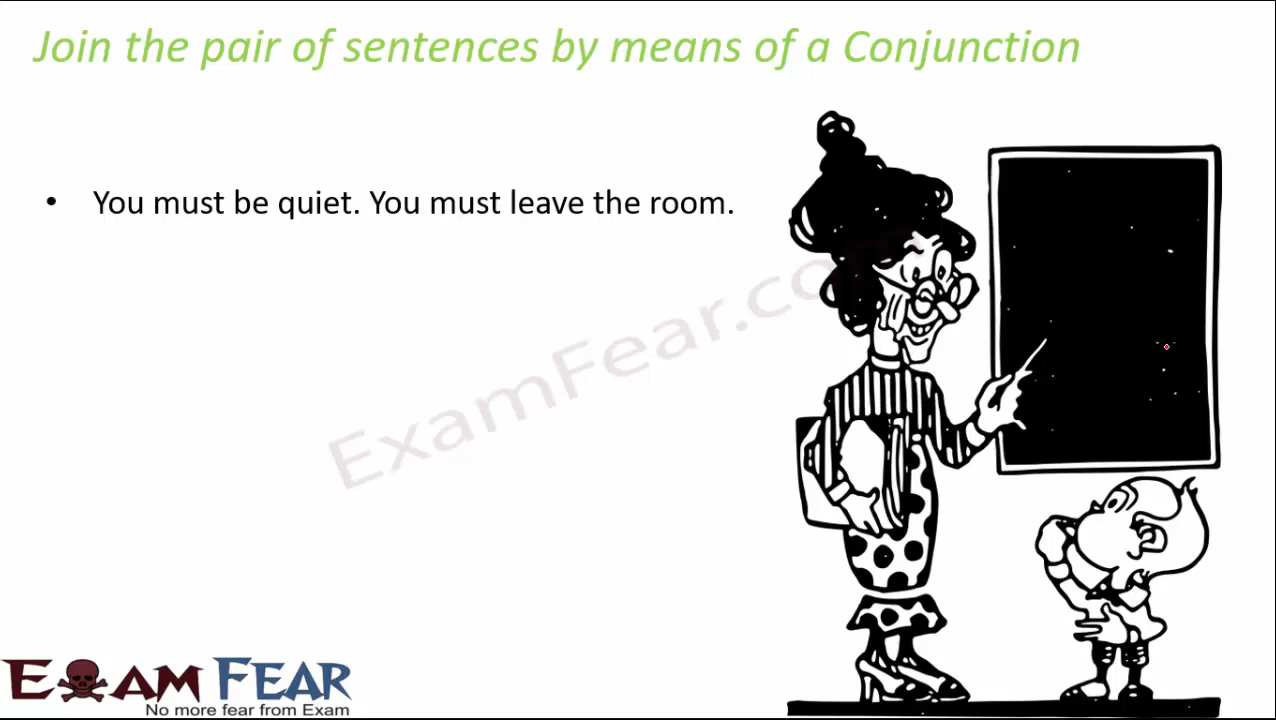 Join the pair of sentences by means of a Conjunction
• You must be quiet. You must leave the room.
ExamFear.com
EXAM FEAR
No more fear from Exam